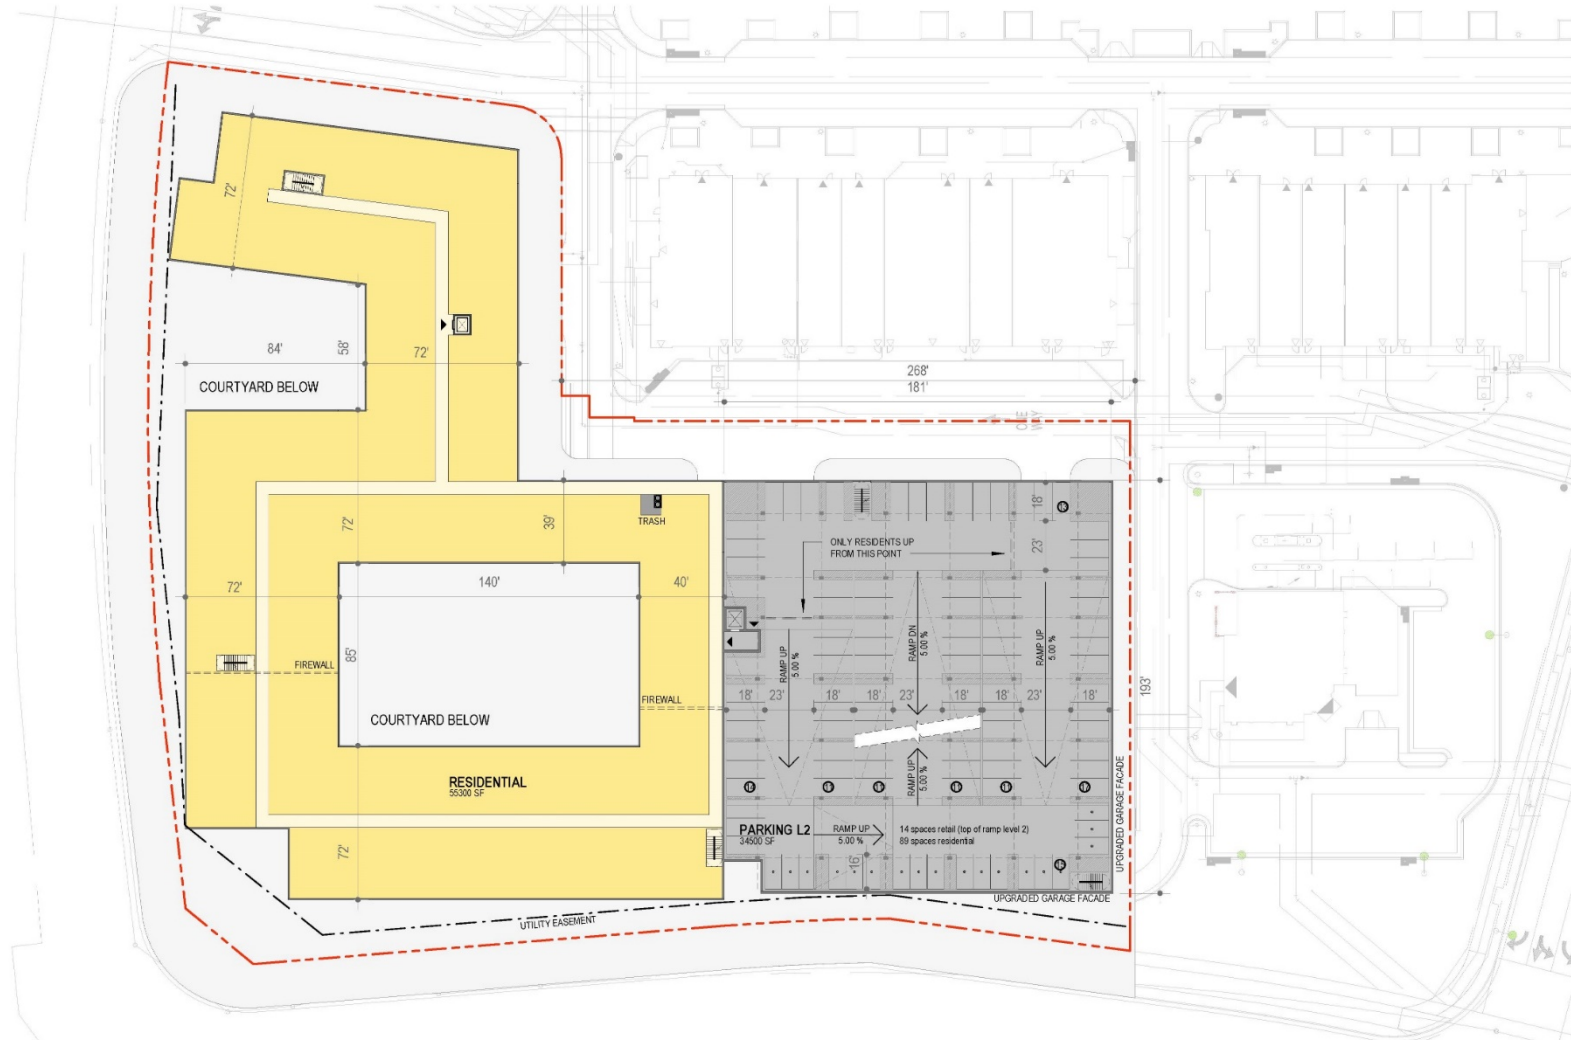 72'
84'
58'
72'
COURTYARD BELOW
268'
181'
ONE
WAY
TRASH
72'
39'
18'
23'
ONLY RESIDENTS UP
FROM THIS POINT
72'
140'
40'
85'
FIREWALL
FIREWALL
COURTYARD BELOW
RAMP UP
5.00 %
RAMP DN
5.00 %
RAMP UP
5.00 %
18'
23'
18'
18'
23'
18'
18'
23'
18'
193'
RAMP UP
5.00 %
RESIDENTIAL
55300 SF
PARKING L2
34500 SF
RAMP UP
5.00 %
14 spaces retail (top of ramp level 2)
89 spaces residential
72'
16'
UPGRADED GARAGE FACADE
UPGRADED GARAGE FACADE
UTILITY EASEMENT